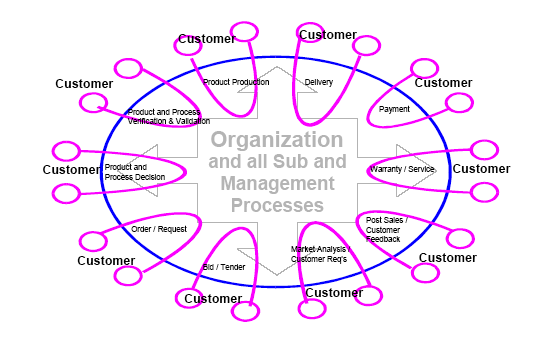 Customer
Customer
Product Production
Delivery
Customer
Customer
Product and Process
Verification & Validation
Payment
Organization
and all Sub and
Management
Processes
Customer
Product and
Process Decision
Warranty / Service
Customer
Order / Request
Post Sales /
Customer
Feedback
Customer
Bid / Tender
Market Analysis /
Customer Req's
Customer
Customer
Customer